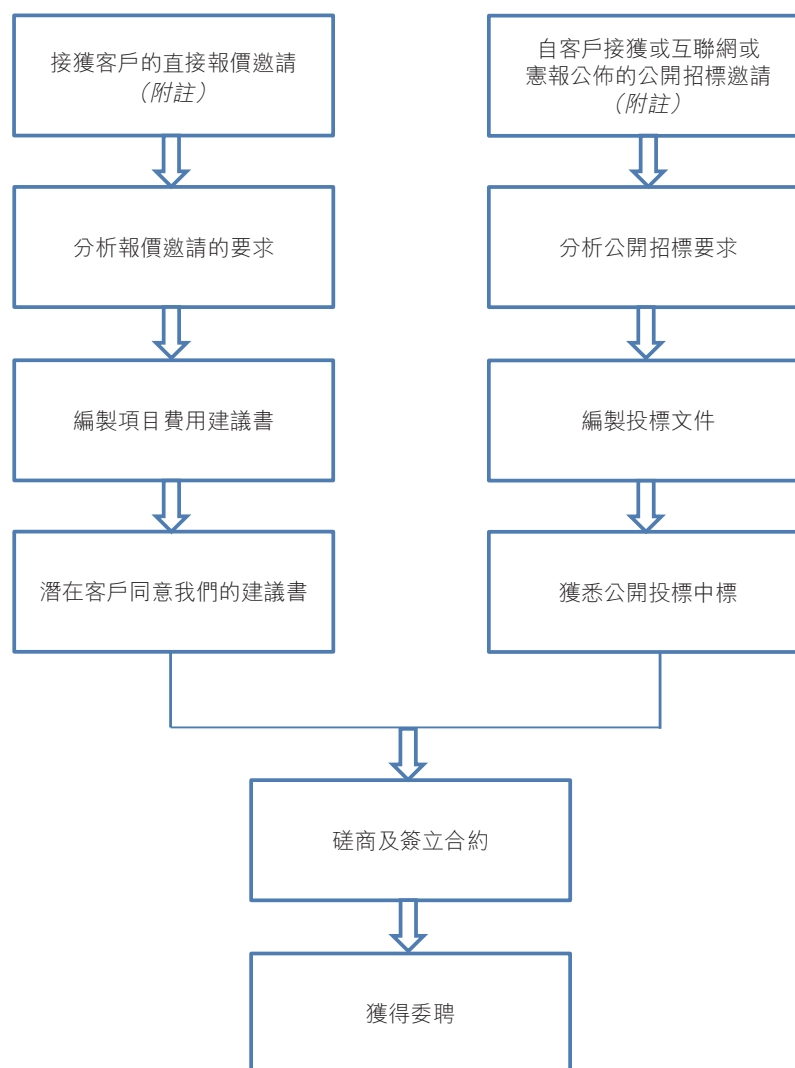 接獲客戶的直接報價邀請
（附註）
分析報價邀請的要求
編製項目費用建議書
潛在客戶同意我們的建議書
自客戶接獲或互聯網或
憲報公佈的公開招標邀請
（附註）
分析公開招標要求
編製投標文件
獲悉公開投標中標
磋商及簽立合約
獲得委聘